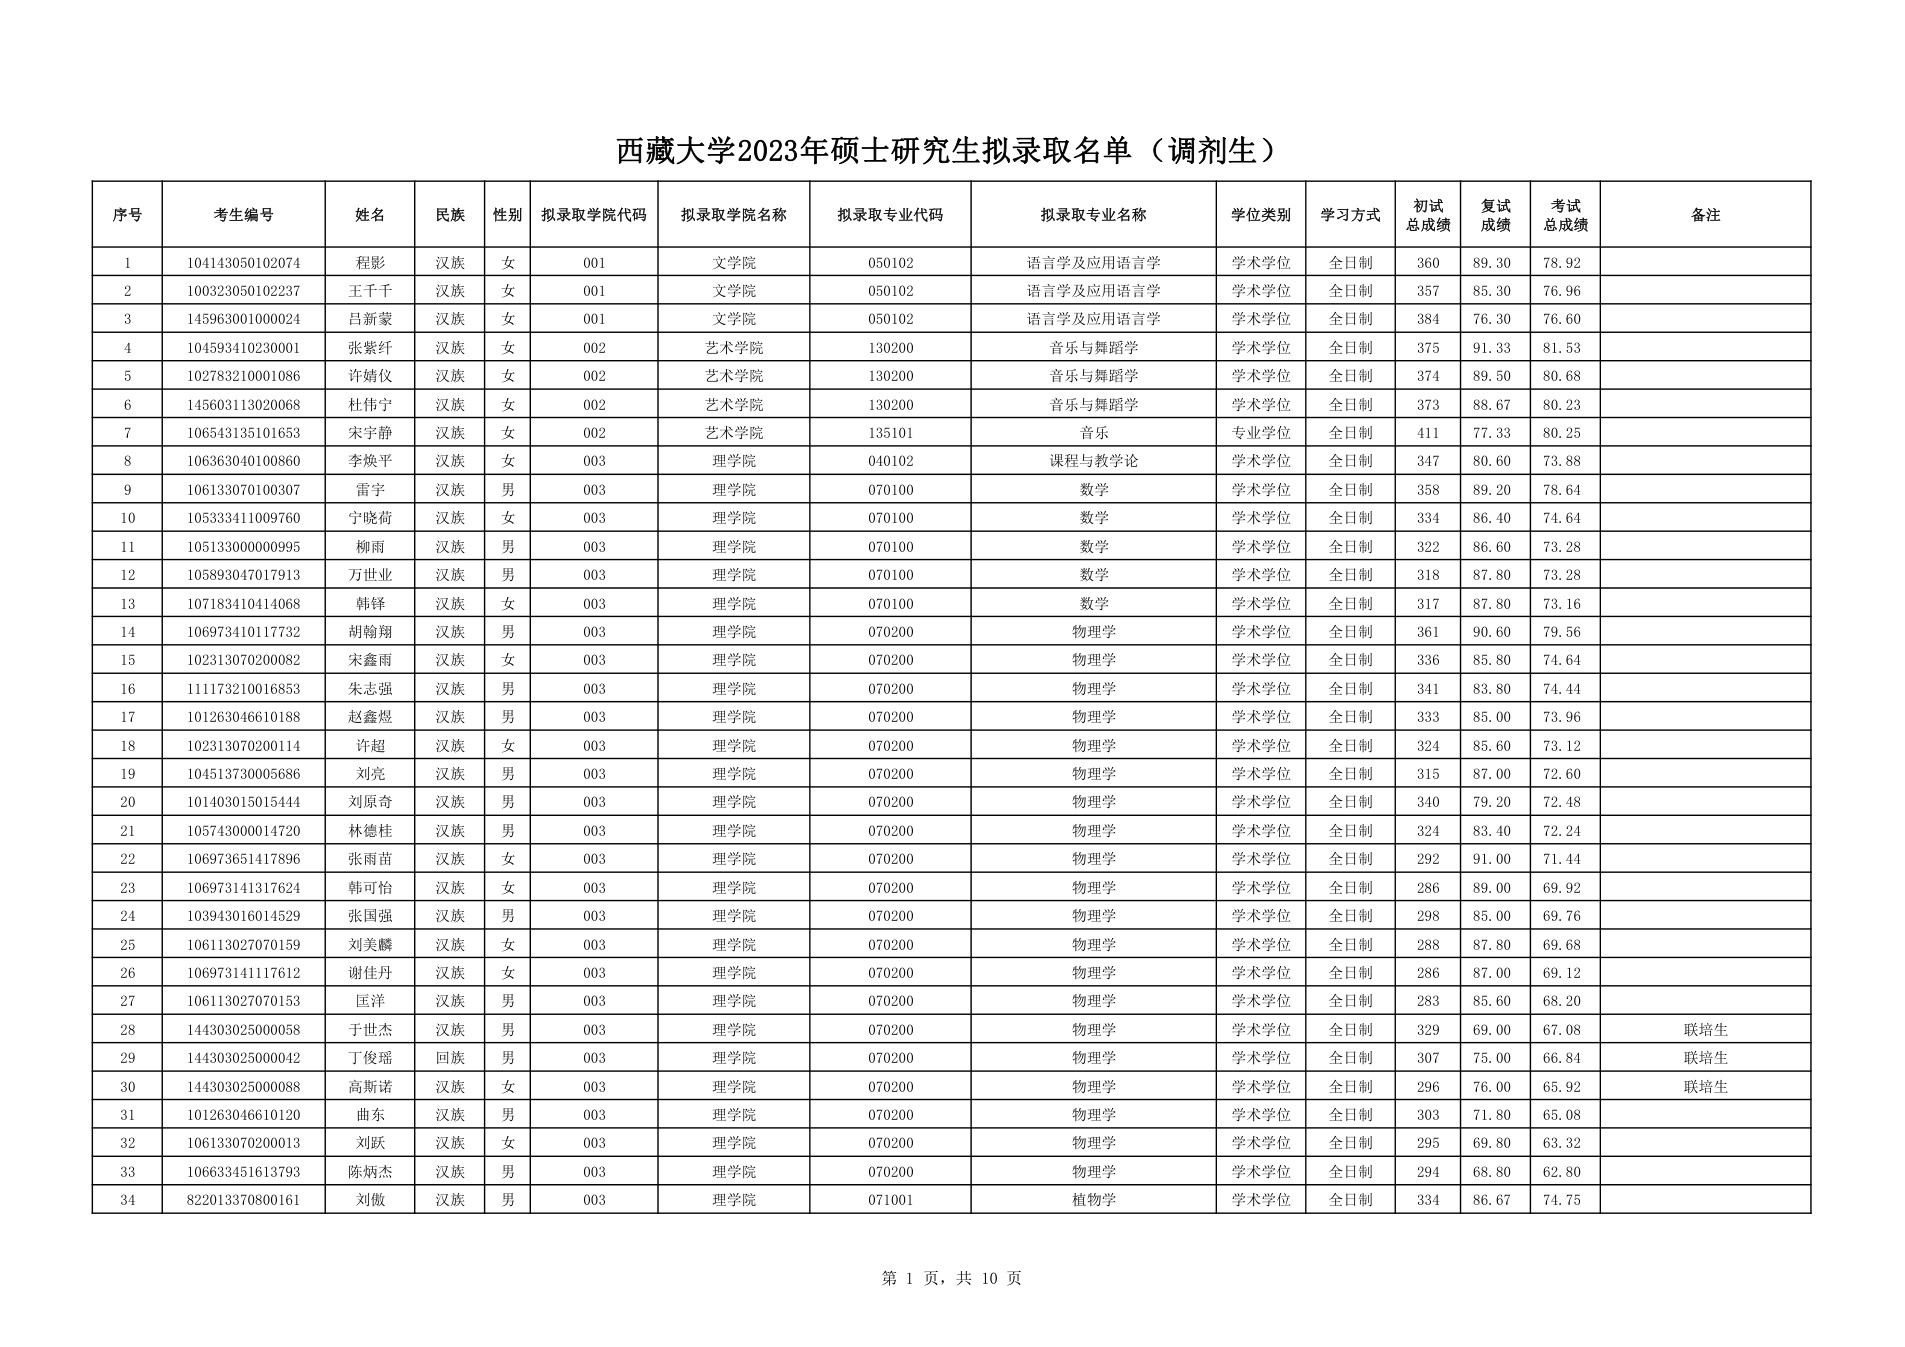 西藏大学2023年硕士研究生拟录取名单（调剂生）
序号 考生编号 姓名 民族 性别 拟录取学院代码 拟录取学院名称 拟录取专业代码 拟录取专业名称 学位类别 学习方式 初试总成绩 复试成绩 考试总成绩 备注
1 104143050102074 程影 汉族 女 001 文学院 050102 语言学及应用语言学 学术学位 全日制 360 89.30 78.92
2 100323050102237 王千千 汉族 女 001 文学院 050102 语言学及应用语言学 学术学位 全日制 357 85.30 76.96
3 145963001000024 吕新蒙 汉族 女 001 文学院 050102 语言学及应用语言学 学术学位 全日制 384 76.30 76.60
4 104593410230001 张紫纤 汉族 女 002 艺术学院 130200 音乐与舞蹈学 学术学位 全日制 375 91.33 81.53
5 102783210001086 许婧仪 汉族 女 002 艺术学院 130200 音乐与舞蹈学 学术学位 全日制 374 89.50 80.68
6 145603113020068 杜伟宁 汉族 女 002 艺术学院 130200 音乐与舞蹈学 学术学位 全日制 373 88.67 80.23
7 106543135101653 宋宇静 汉族 女 002 艺术学院 135101 音乐 专业学位 全日制 411 77.33 80.25
8 106363040100860 李焕平 汉族 女 003 理学院 040102 课程与教学论 学术学位 全日制 347 80.60 73.88
9 106133070100307 雷宇 汉族 男 003 理学院 070100 数学 学术学位 全日制 358 89.20 78.64
10 105333411009760 宁晓荷 汉族 女 003 理学院 070100 数学 学术学位 全日制 334 86.40 74.64
11 105133000000995 柳雨 汉族 男 003 理学院 070100 数学 学术学位 全日制 322 86.60 73.28
12 105893047017913 万世业 汉族 男 003 理学院 070100 数学 学术学位 全日制 318 87.80 73.28
13 107183410414068 韩铎 汉族 女 003 理学院 070100 数学 学术学位 全日制 317 87.80 73.16
14 106973410117732 胡翰翔 汉族 男 003 理学院 070200 物理学 学术学位 全日制 361 90.60 79.56
15 102313070200082 宋鑫雨 汉族 女 003 理学院 070200 物理学 学术学位 全日制 336 85.80 74.64
16 111173210016853 朱志强 汉族 男 003 理学院 070200 物理学 学术学位 全日制 341 83.80 74.44
17 101263046610188 赵鑫煜 汉族 男 003 理学院 070200 物理学 学术学位 全日制 333 85.00 73.96
18 102313070200114 许超 汉族 女 003 理学院 070200 物理学 学术学位 全日制 324 85.60 73.12
19 104513730005686 刘亮 汉族 男 003 理学院 070200 物理学 学术学位 全日制 315 87.00 72.60
20 101403015015444 刘原奇 汉族 男 003 理学院 070200 物理学 学术学位 全日制 340 79.20 72.48
21 105743000014720 林德桂 汉族 男 003 理学院 070200 物理学 学术学位 全日制 324 83.40 72.24
22 106973651417896 张雨苗 汉族 女 003 理学院 070200 物理学 学术学位 全日制 292 91.00 71.44
23 106973141317624 韩可怡 汉族 女 003 理学院 070200 物理学 学术学位 全日制 286 89.00 69.92
24 103943016014529 张国强 汉族 男 003 理学院 070200 物理学 学术学位 全日制 298 85.00 69.76
25 106113027070159 刘美麟 汉族 女 003 理学院 070200 物理学 学术学位 全日制 288 87.80 69.68
26 106973141117612 谢佳丹 汉族 女 003 理学院 070200 物理学 学术学位 全日制 286 87.00 69.12
27 106113027070153 匡洋 汉族 男 003 理学院 070200 物理学 学术学位 全日制 283 85.60 68.20
28 144303025000058 于世杰 汉族 男 003 理学院 070200 物理学 学术学位 全日制 329 69.00 67.08 联培生
29 144303025000042 丁俊瑶 回族 男 003 理学院 070200 物理学 学术学位 全日制 307 75.00 66.84 联培生
30 144303025000088 高斯诺 汉族 女 003 理学院 070200 物理学 学术学位 全日制 296 76.00 65.92 联培生
31 101263046610120 曲东 汉族 男 003 理学院 070200 物理学 学术学位 全日制 303 71.80 65.08
32 106133070200013 刘跃 汉族 女 003 理学院 070200 物理学 学术学位 全日制 295 69.80 63.32
33 106633451613793 陈炳杰 汉族 男 003 理学院 070200 物理学 学术学位 全日制 294 68.80 62.80
34 822013370800161 刘傲 汉族 男 003 理学院 071001 植物学 学术学位 全日制 334 86.67 74.75
第 1 页，共 10 页